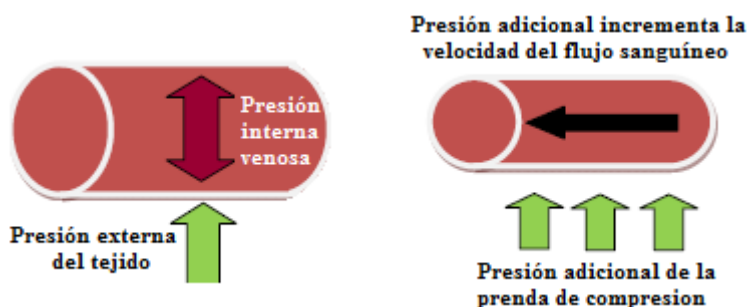 Presión
interna
venosa
Presión externa
del tejido
Presión adicional incrementa la
velocidad del flujo sanguíneo
Presión adicional de la
prenda de compresion